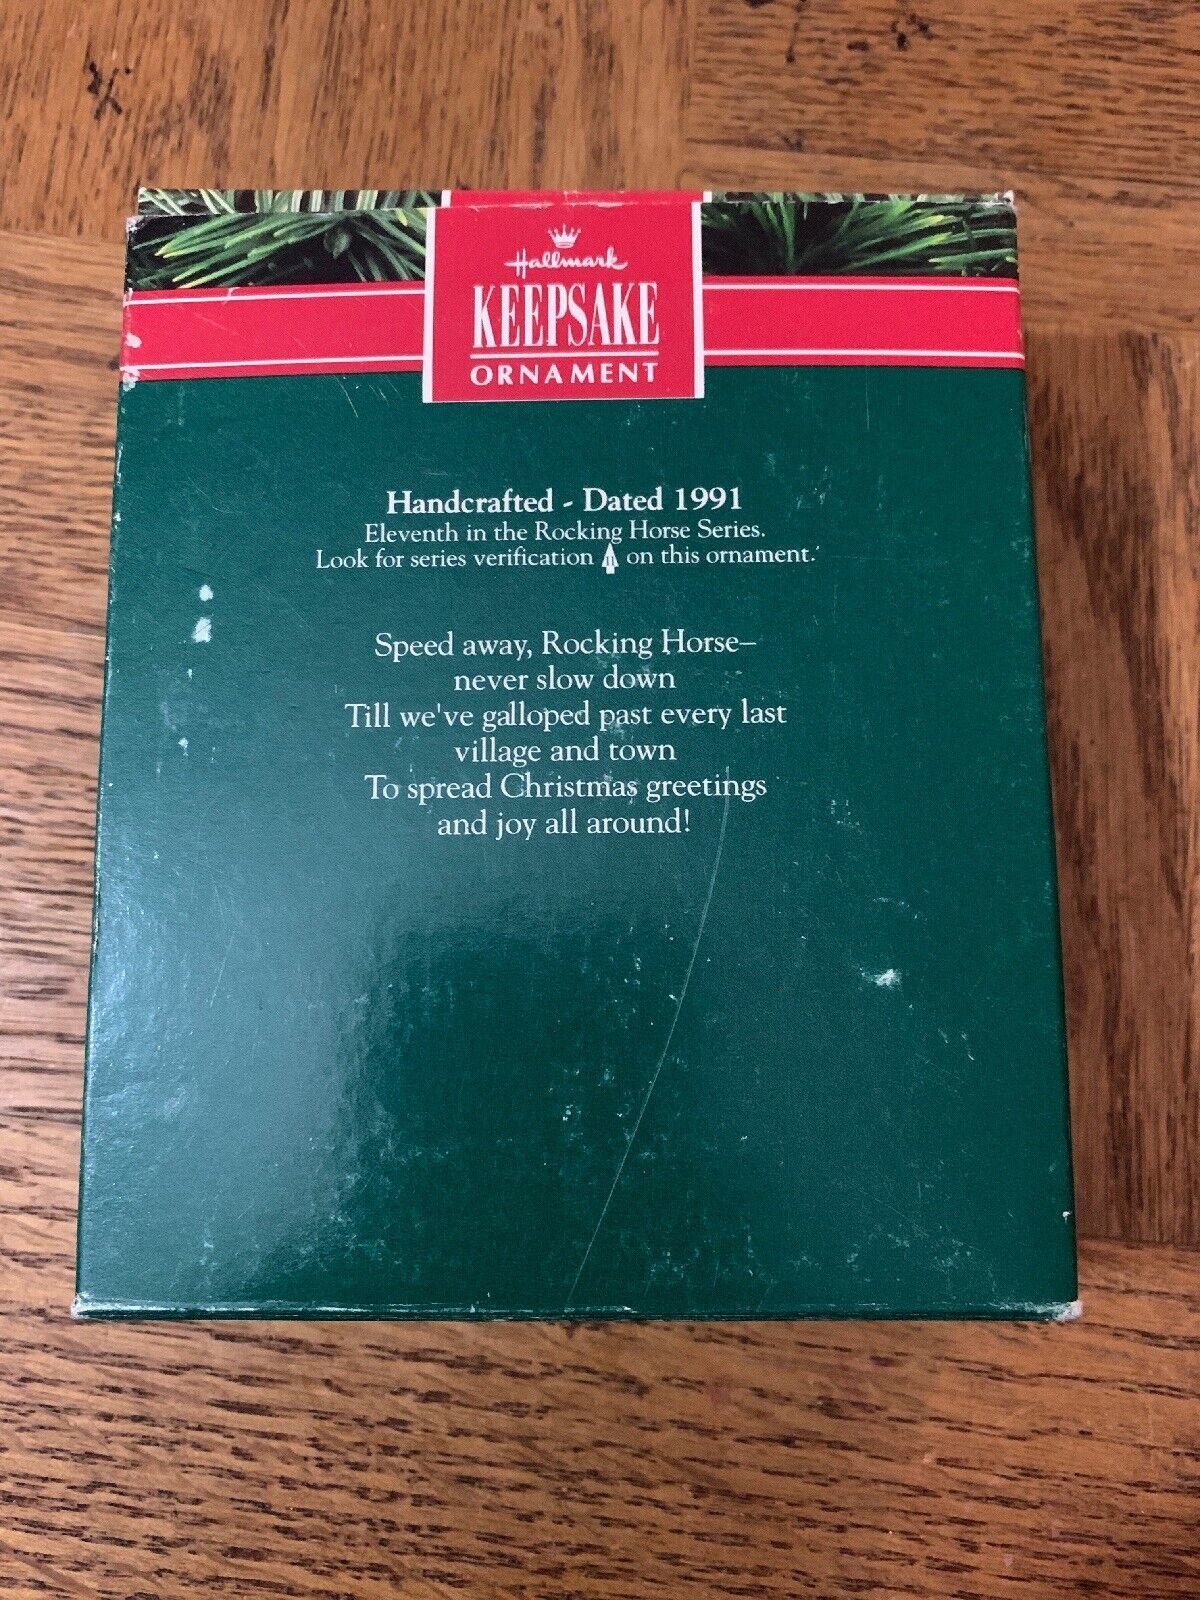 Hallmark
KEEPSAKE
ORNAMENT
Handcrafted - Dated 1991
Eleventh in the Rocking Horse Series.
Look for series verification 11 on this ornament.
Speed away, Rocking Horse–
never slow down
Till we've galloped past every last
village and town
To spread Christmas greetings
and joy all around!